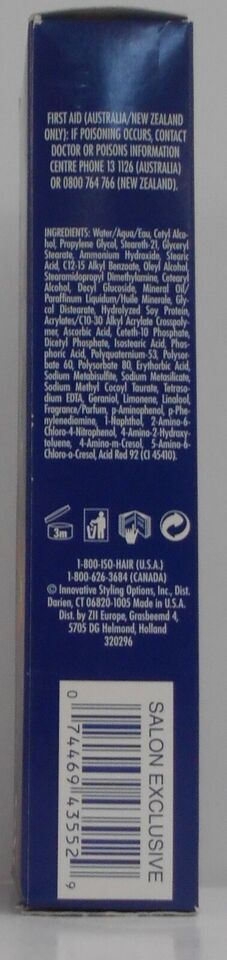 FIRST AID (AUSTRALIA/NEW ZEALAND
ONLY): IF POISONING OCCURS, CONTACT
DOCTOR OR POISONS INFORMATION
CENTRE PHONE 13 1126 (AUSTRALIA)
OR 0800 764 766 (NEW ZEALAND).
INGREDIENTS: Water/Aqua/Eau, Cetyl Alco-
hol, Propylene Glycol, Steareth-21, Glyceryl
Stearate, Ammonium Hydroxide, Stearic
Acid, C12-15 Alkyl Benzoate, Oleyl Alcohol,
Stearamidopropyl Dimethylamine, Cetearyl
Alcohol, Decyl Glucoside, Mineral Oil/
Paraffinum Liquidum/Huile Minerale, Gly-
col Distearate, Hydrolyzed Soy Protein,
Acrylates/C10-30 Alkyl Acrylate Crosspoly-
mer, Ascorbic Acid, Ceteth-10 Phosphate,
Dicetyl Phosphate, Isostearic Acid, Phos-
phoric Acid, Polyquaternium-53, Polysor-
bate 60, Polysorbate 80, Erythorbic Acid,
Sodium Metabisulfite, Sodium Metasilicate,
Sodium Methyl Cocoyl Taurate, Tetraso-
dium EDTA, Geraniol, Limonene, Linalool,
Fragrance/Parfum, p-Aminophenol, p-Phe-
nylenediamine, 1-Naphthol, 2-Amino-6-
Chloro-4-Nitrophenol, 4-Amino-2-Hydroxy-
toluene, 4-Amino-m-Cresol, 5-Amino-6-
Chloro-o-Cresol, Acid Red 92 (CI 45410).
3m
1-800-ISO-HAIR (U.S.A.)
1-800-626-3684 (CANADA)
© Innovative Styling Options, Inc., Dist.
Darien, CT 06820-1005 Made in U.S.A.
Dist. by ZII Europe, Grasbeemd 4,
5705 DG Helmond, Holland
320296
SALON EXCLUSIVE
0 74469 43552 9